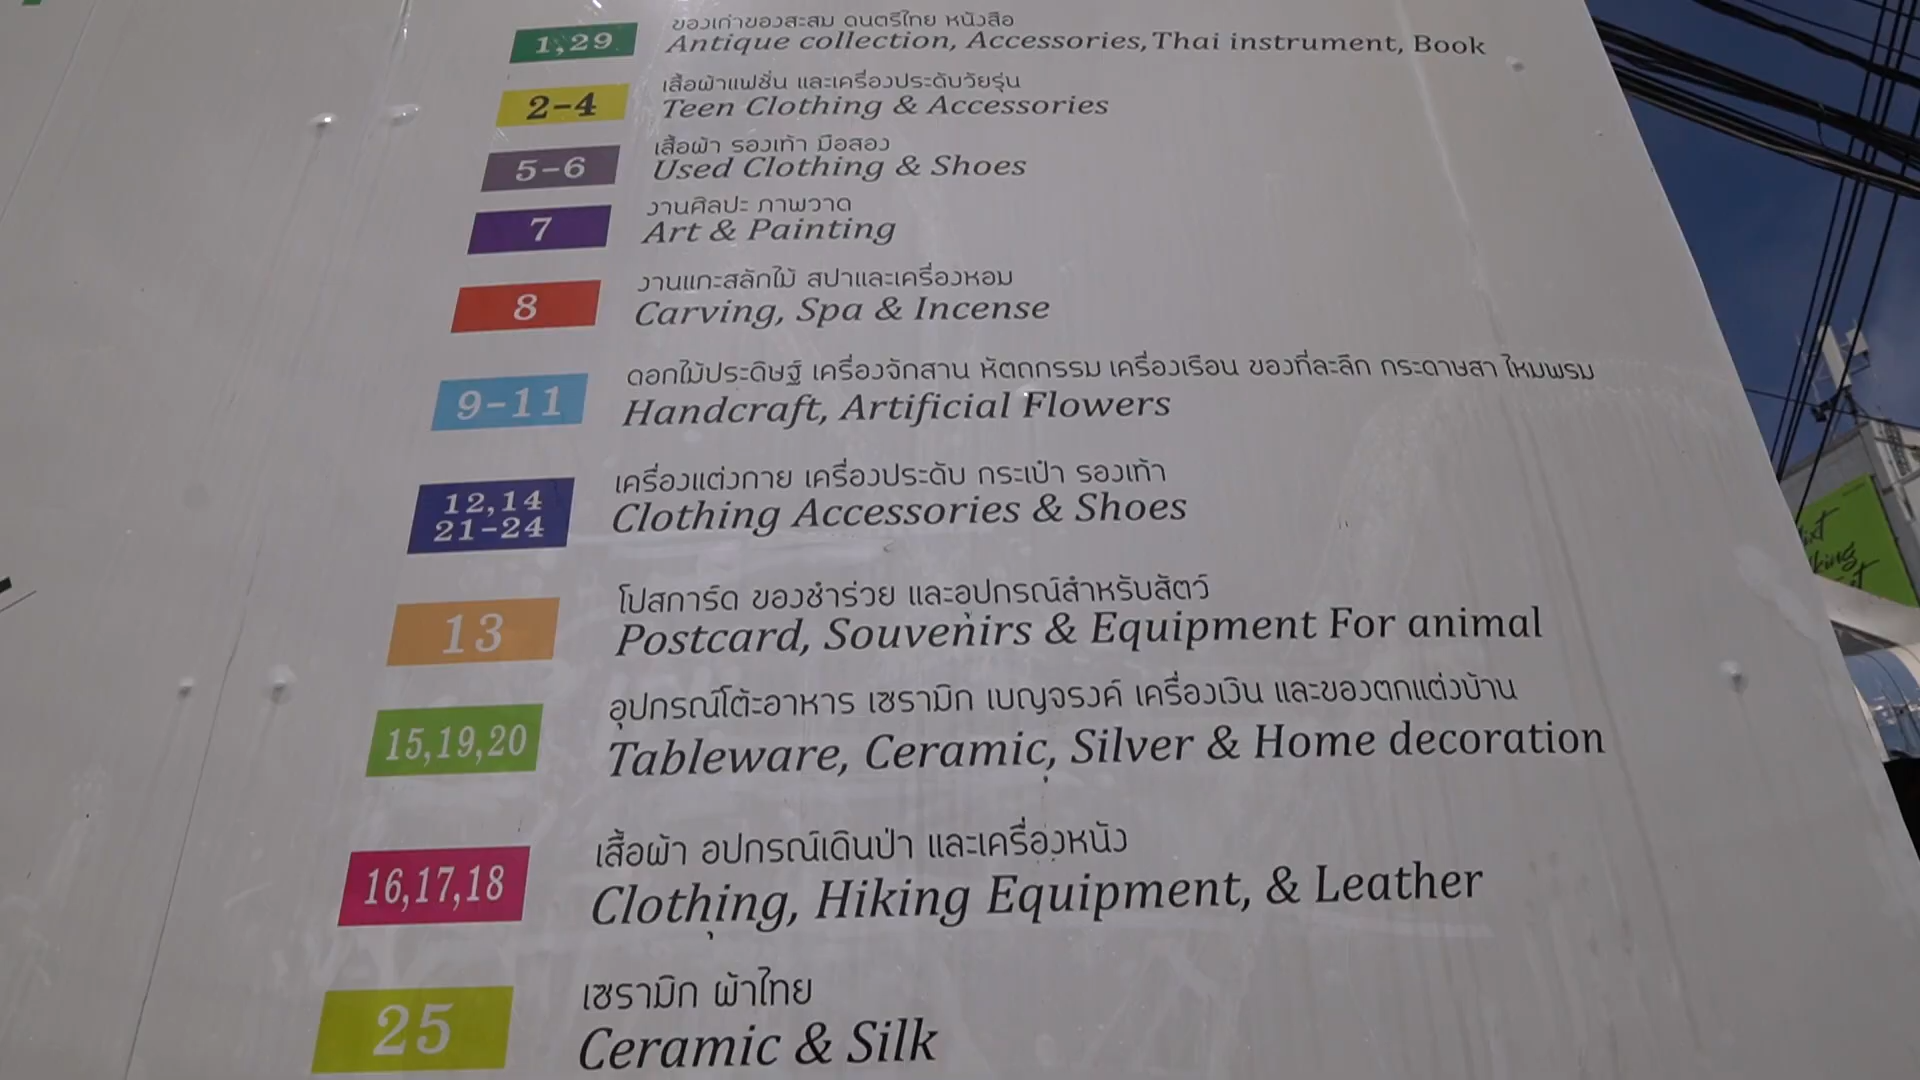 1,29
ของเก่าของสะสม ดนตรีไทย หนังสือ
Antique collection, Accessories, Thai instrument, Book
2-4
เสื้อผ้าแฟชั่น และเครื่องประดับวัยรุ่น
Teen Clothing & Accessories
5-6
เสื้อผ้า รองเท้า มือสอง
Used Clothing & Shoes
7
งานศิลปะ ภาพวาด
Art & Painting
8
งานแกะสลักไม้ สปาและเครื่องหอม
Carving, Spa & Incense
9-11
ดอกไม้ประดิษฐ์ เครื่องจักสาน หัตถกรรม เครื่องเรือน ของที่ละลึก กระดาษสา ไหมพรม
Handcraft, Artificial Flowers
12,14
21-24
เครื่องแต่งกาย เครื่องประดับ กระเป๋า รองเท้า
Clothing Accessories & Shoes
13
โปสการ์ด ของชำร่วย และอุปกรณ์สำหรับสัตว์
Postcard, Souvenirs & Equipment For animal
15,19,20
อุปกรณ์โต้ะอาหาร เซรามิก เบญจรงค์ เครื่องเงิน และของตกแต่งบ้าน
Tableware, Ceramic, Silver & Home decoration
16,17,18
เสื้อผ้า อปกรณ์เดินป่า และเครื่องหนัง
Clothing, Hiking Equipment, & Leather
25
เซรามิก ผ้าไทย
Ceramic & Silk